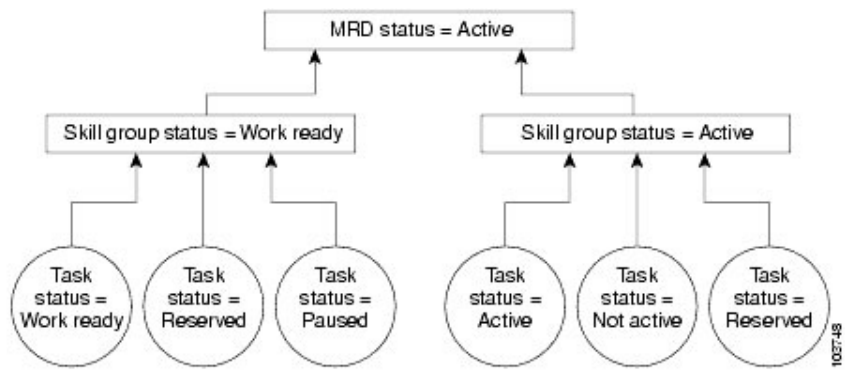 MRD status = Active
Skill group status = Work ready
Skill group status = Active
Task
status =
Work ready
Task
status =
Reserved
Task
status =
Paused
Task
status =
Active
Task
status =
Not active
Task
status =
Reserved
103748